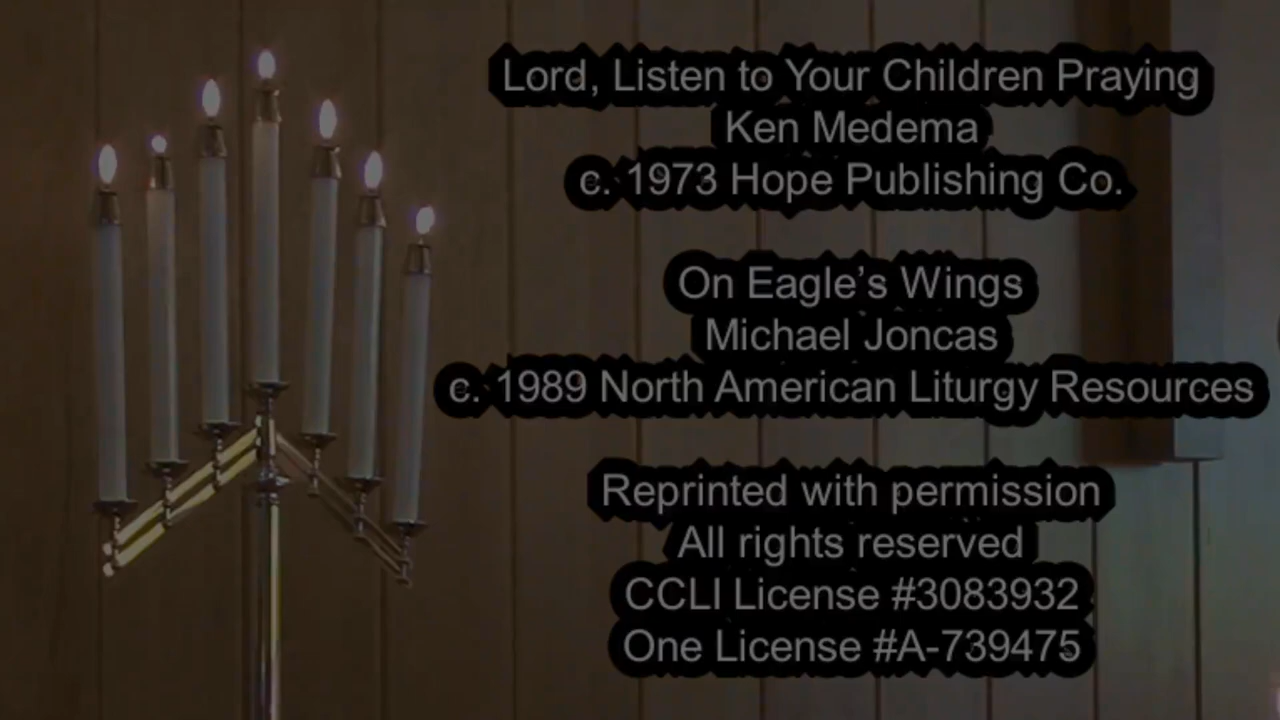 Lord, Listen to Your Children Praying
Ken Medema
c. 1973 Hope Publishing Co.
On Eagle’s Wings
Michael Joncas
c. 1989 North American Liturgy Resources
Reprinted with permission
All rights reserved
CCLI License #3083932
One License #A-739475